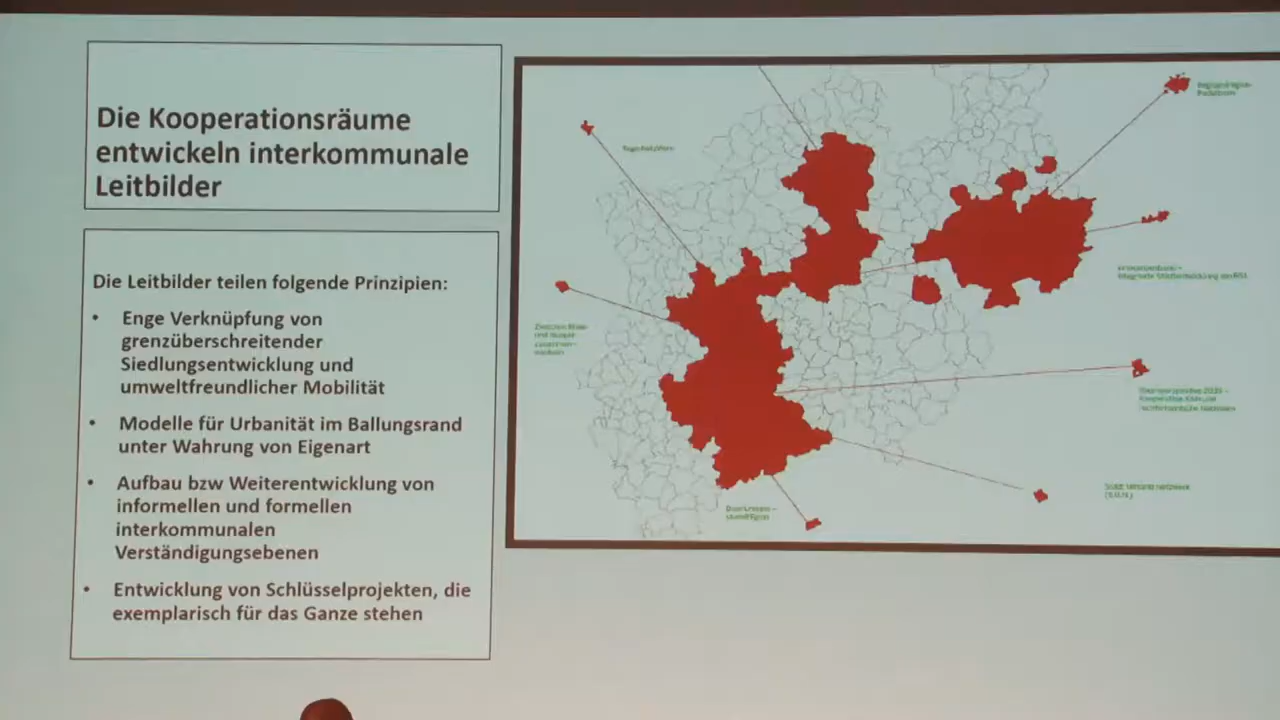 Die Kooperationsräume
entwickeln interkommunale
Leitbilder
Die Leitbilder teilen folgende Prinzipien:
• Enge Verknüpfung von
grenzüberschreitender
Siedlungsentwicklung und
umweltfreundlicher Mobilität
• Modelle für Urbanität im Ballungsrand
unter Wahrung von Eigenart
• Aufbau bzw Weiterentwicklung von
informellen und formellen
interkommunalen
Verständigungsebenen
• Entwicklung von Schlüsselprojekten, die
exemplarisch für das Ganze stehen